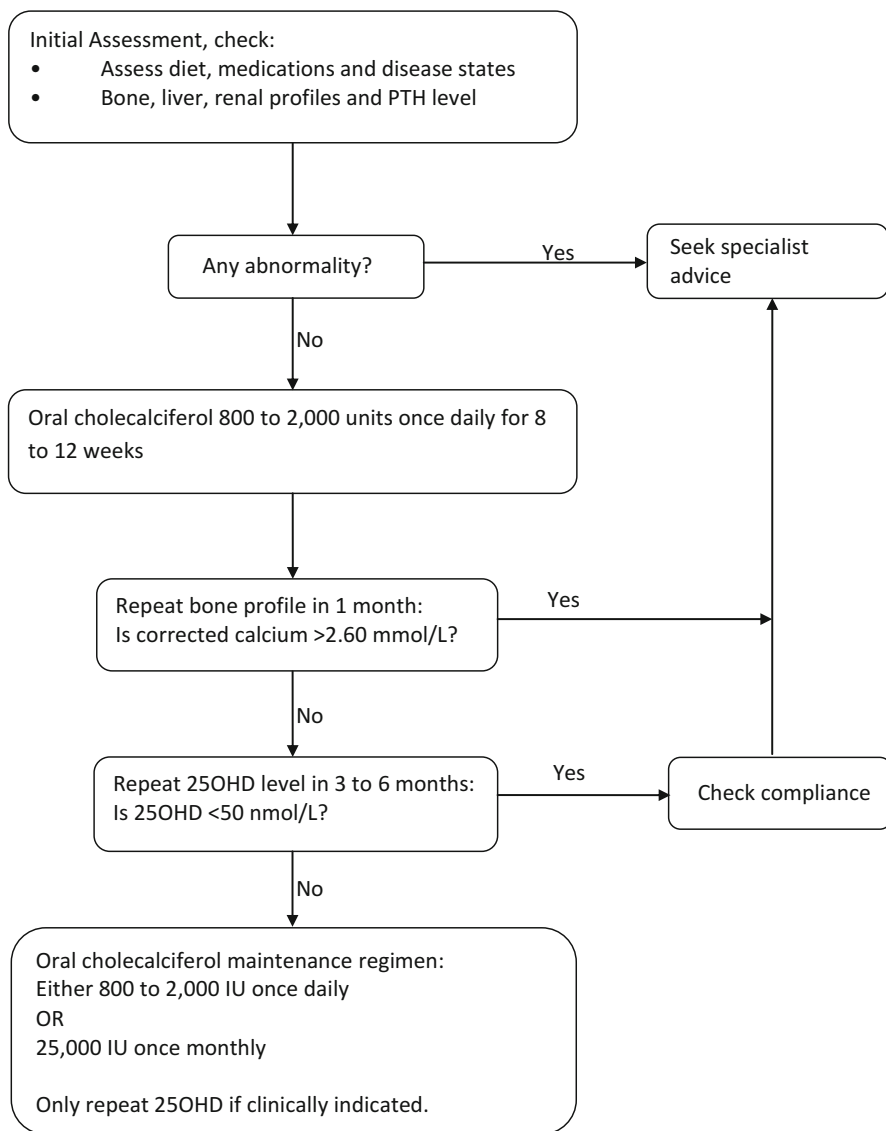 Initial Assessment, check:
• Assess diet, medications and disease states
• Bone, liver, renal profiles and PTH level
Any abnormality?
Yes
Seek specialist
advice
No
Oral cholecalciferol 800 to 2,000 units once daily for 8
to 12 weeks
Repeat bone profile in 1 month:
Is corrected calcium >2.60 mmol/L?
Yes
No
Repeat 25OHD level in 3 to 6 months:
Is 25OHD <50 nmol/L?
Yes
Check compliance
No
Oral cholecalciferol maintenance regimen:
Either 800 to 2,000 IU once daily
OR
25,000 IU once monthly
Only repeat 25OHD if clinically indicated.